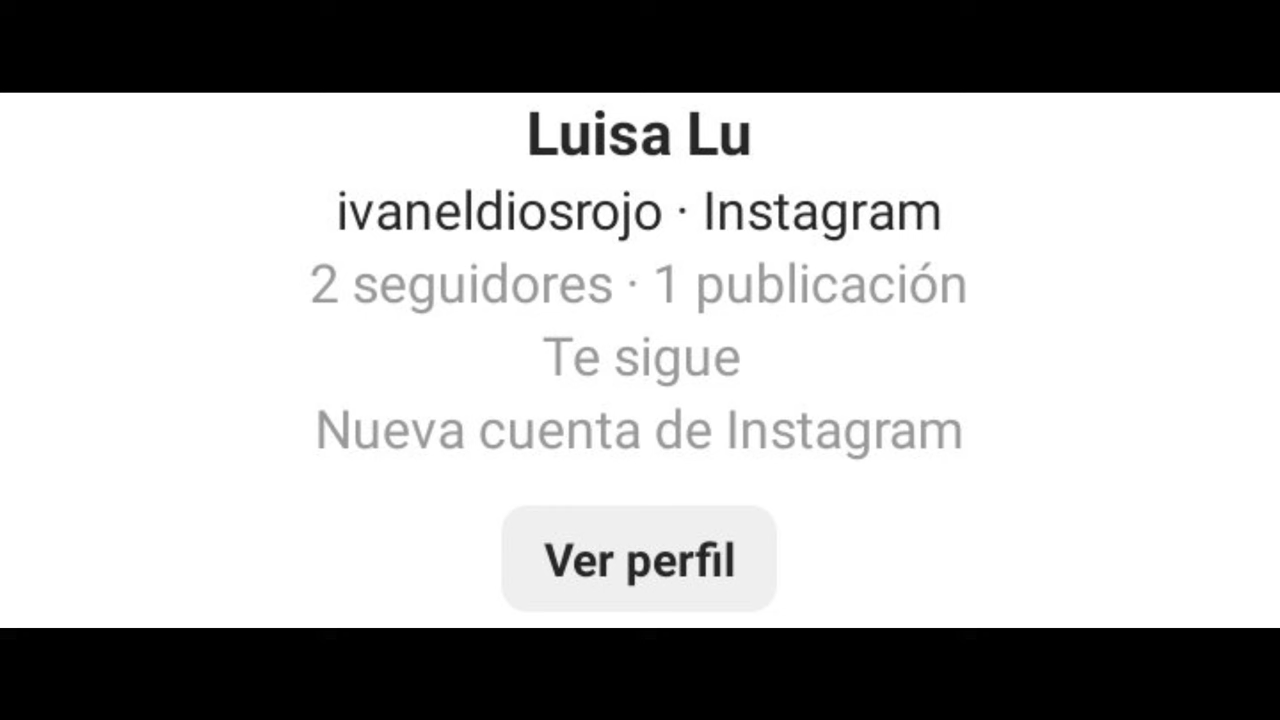 Luisa Lu
ivaneldiosrojo · Instagram
2 seguidores · 1 publicación
Te sigue
Nueva cuenta de Instagram
Ver perfil